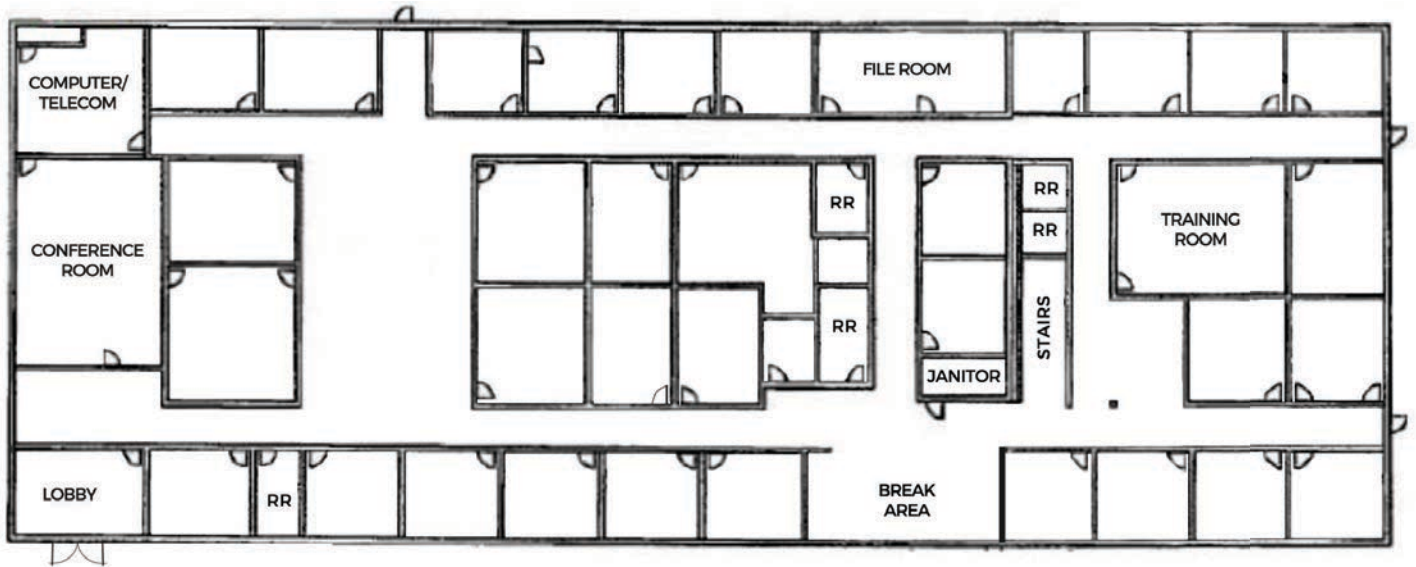 COMPUTER/
TELECOM
FILE ROOM
CONFERENCE
ROOM
RR
RR
RR
TRAINING
ROOM
RR
STAIRS
JANITOR
LOBBY
RR
BREAK
AREA